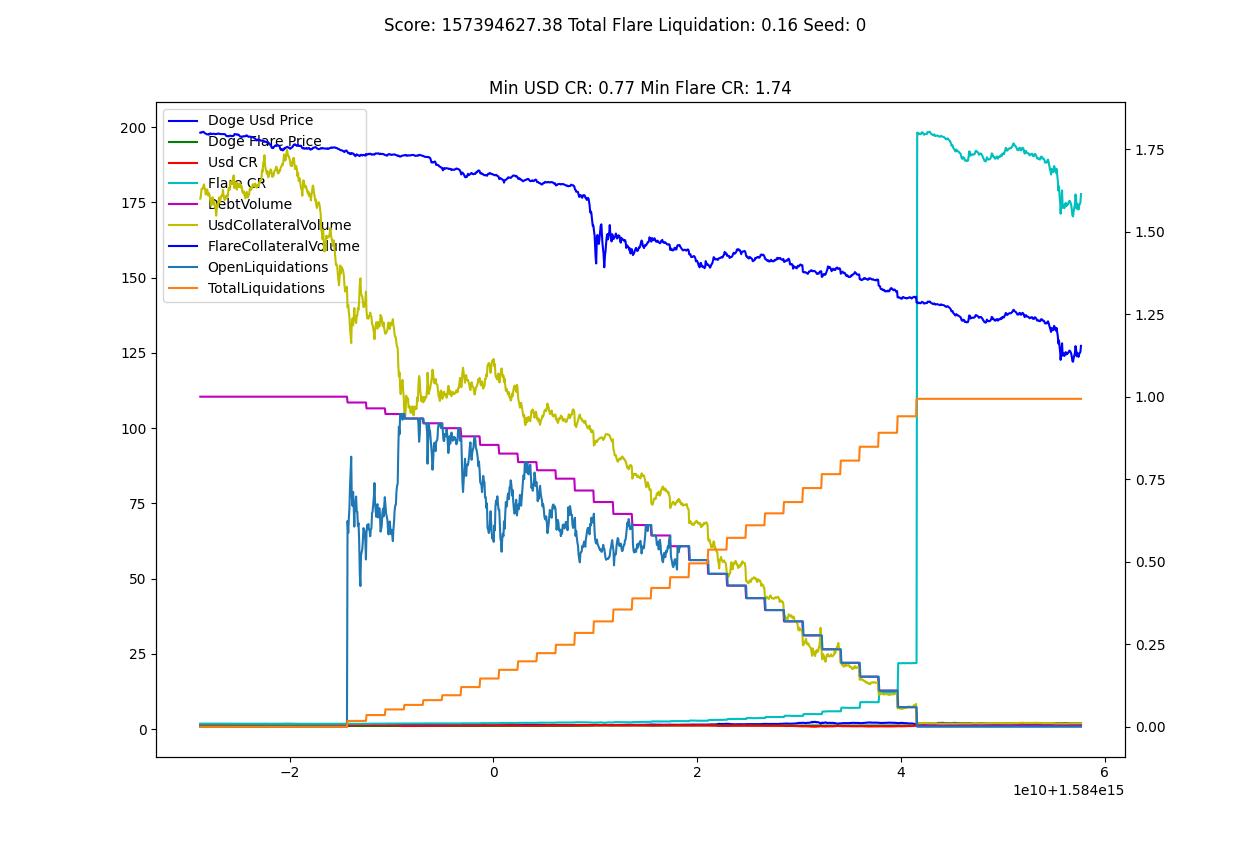 Score: 157394627.38 Total Flare Liquidation: 0.16 Seed: 0
Min USD CR: 0.77 Min Flare CR: 1.74
Doge Usd Price
Doge Flare Price
Usd CR
Flare CR
DebtVolume
UsdCollateralVolume
FlareCollateralVolume
OpenLiquidations
TotalLiquidations
200
175
150
125
100
75
50
25
0
1.75
1.50
1.25
1.00
0.75
0.50
0.25
0.00
−2
0
2
4
6
1e10+1.584e15